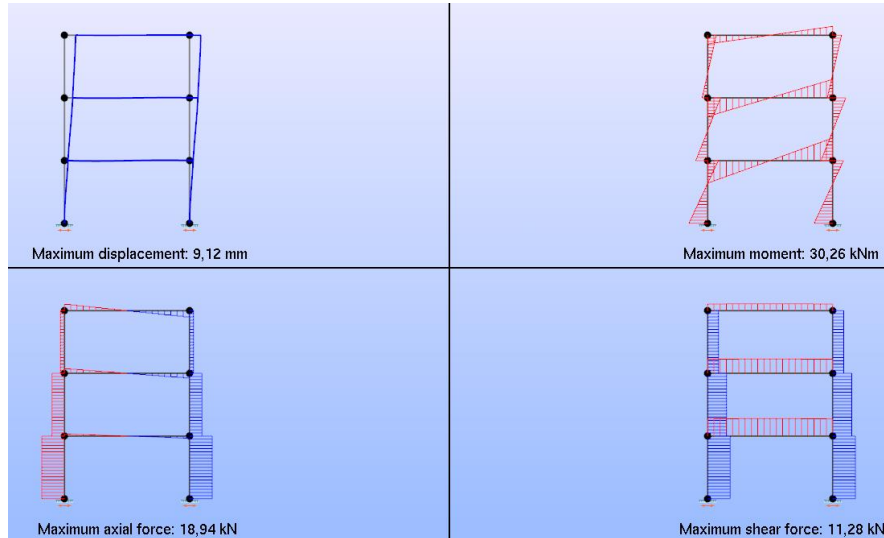 Maximum displacement: 9,12 mm
Maximum moment: 30,26 kNm
Maximum axial force: 18,94 kN
Maximum shear force: 11,28 kN